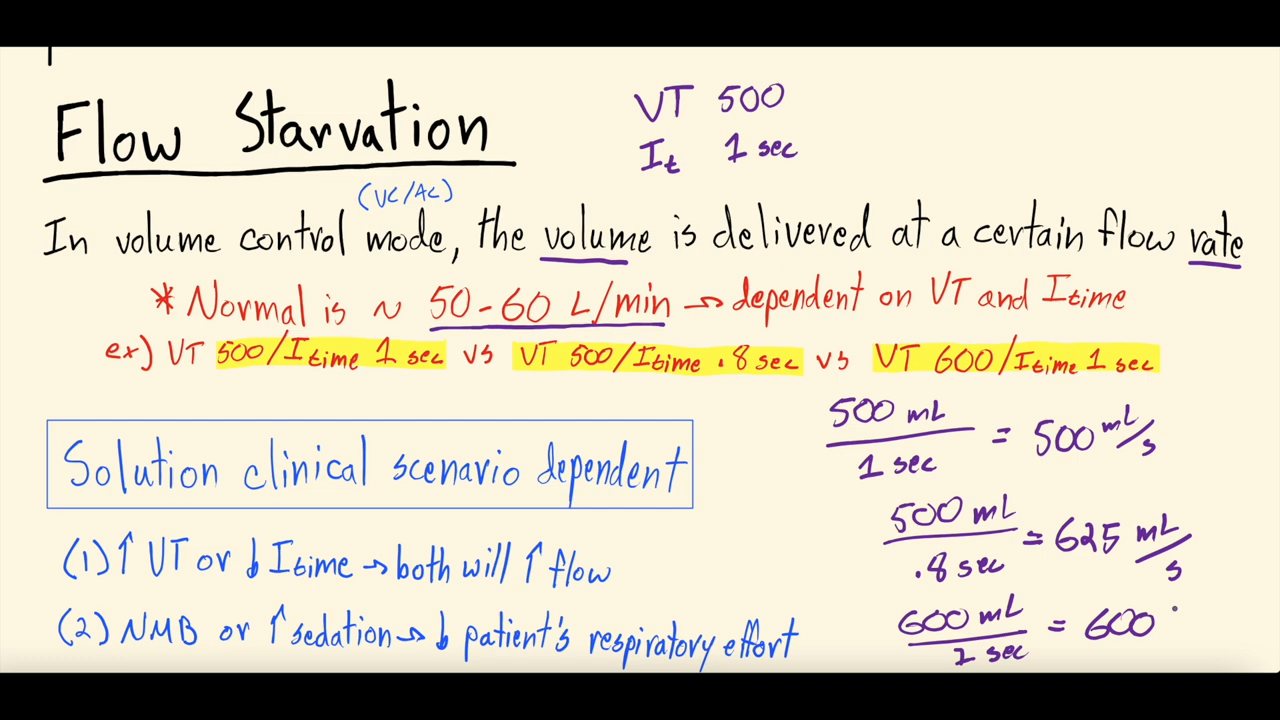 Flow Starvation
VT 500
It 1 sec
(VC/AC)
In volume control mode, the volume is delivered at a certain flow rate
* Normal is ~ 50-60 L/min → dependent on VT and Itime
ex) VT 500/Itime 1 sec vs VT 500/Itime .8 sec vs VT 600/Itime 1 sec
500 mL
1 sec
= 500 mL/s
Solution clinical scenario dependent
500 mL
.8 sec
= 625 mL/s
(1) ↑ VT or ↓ Itime → both will ↑ flow
600 mL
1 sec
= 600
(2) NMB or ↑ sedation → ↓ patient's respiratory effort